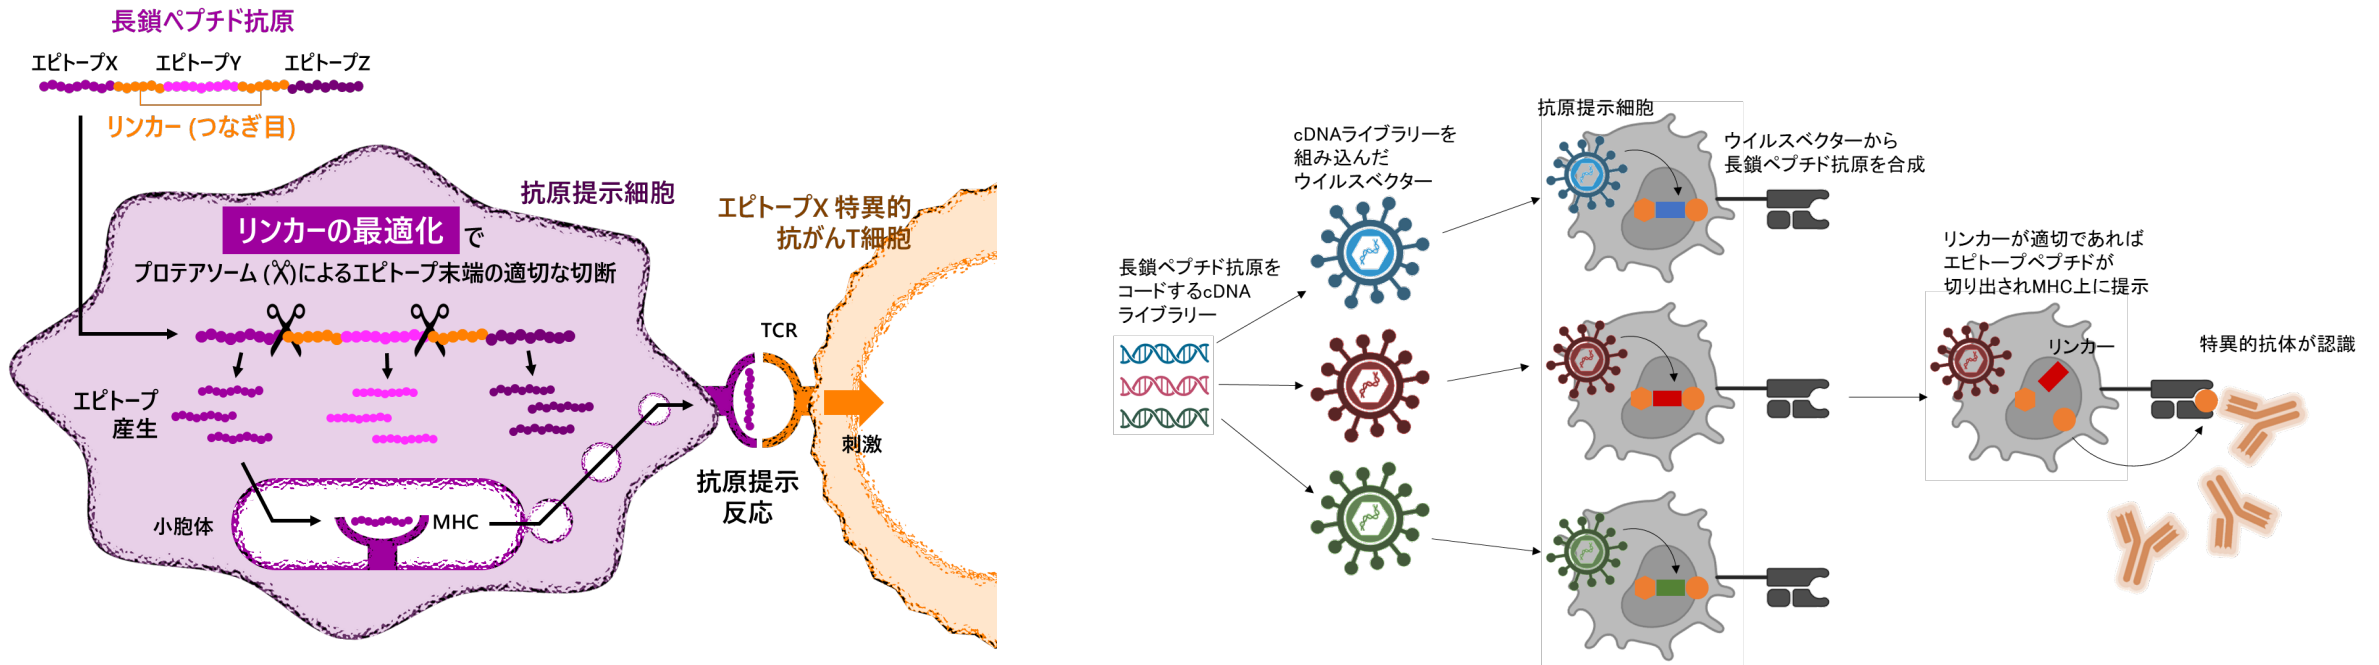 長鎖ペプチド抗原
エピトープX
エピトープY
エピトープZ
リンカー (つなぎ目)
抗原提示細胞
リンカーの最適化 で
プロテアソーム (✂)によるエピトープ末端の適切な切断
エピトープ
産生
小胞体
MHC
エピトープX 特異的
抗がんT細胞
TCR
刺激
抗原提示
反応
長鎖ペプチド抗原を
コードするcDNA
ライブラリー
cDNAライブラリーを
組み込んだ
ウイルスベクター
抗原提示細胞
ウイルスベクターから
長鎖ペプチド抗原を合成
リンカーが適切であれば
エピトープペプチドが
切り出されMHC上に提示
リンカー
特異的抗体が認識